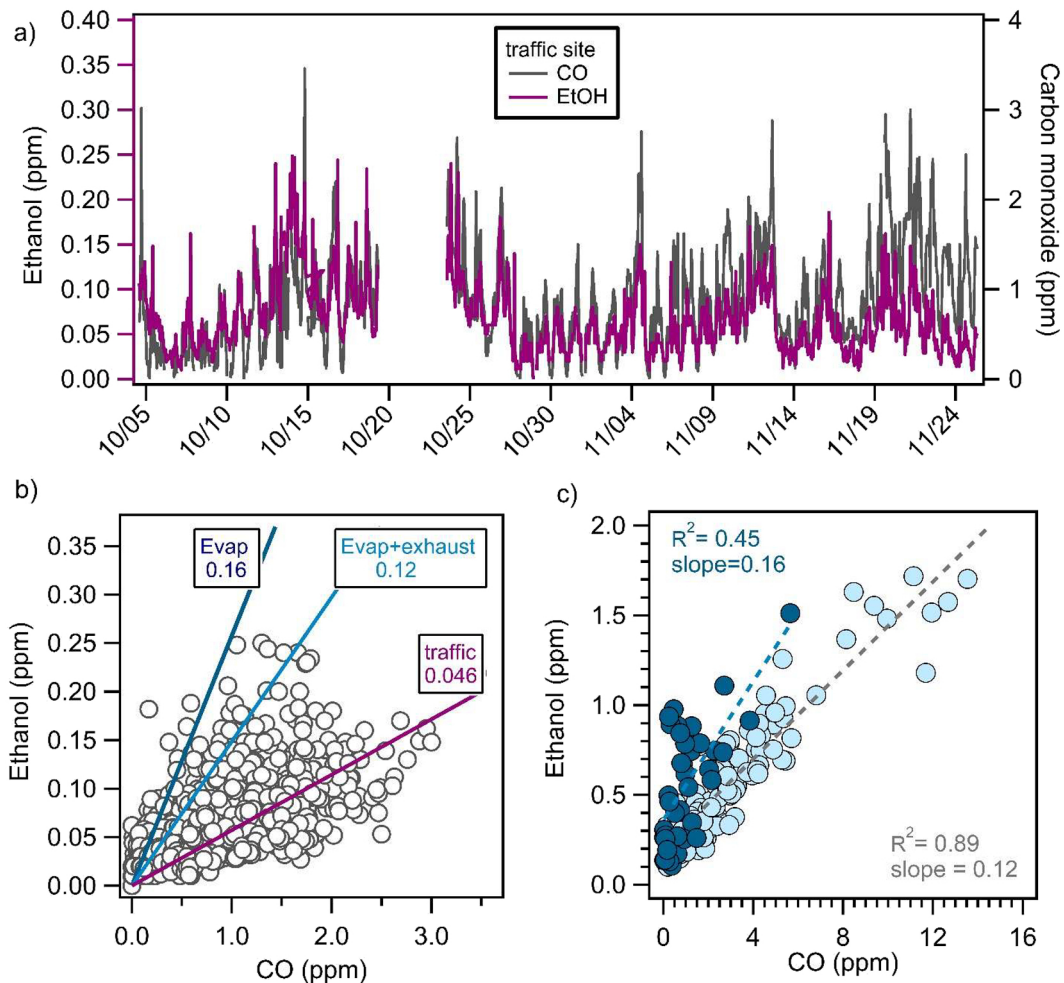 a)
Ethanol (ppm)
0.40
0.35
0.30
0.25
0.20
0.15
0.10
0.05
0.00
traffic site
CO
EtOH
4
3
2
1
0
Carbon monoxide (ppm)
10/05
10/10
10/15
10/20
10/25
10/30
11/04
11/09
11/14
11/19
11/24
b)
Ethanol (ppm)
0.35
0.30
0.25
0.20
0.15
0.10
0.05
0.00
Evap
0.16
Evap+exhaust
0.12
traffic
0.046
0.0
1.0
2.0
3.0
CO (ppm)
c)
Ethanol (ppm)
2.0
1.5
1.0
0.5
0.0
R²= 0.45
slope=0.16
R²= 0.89
slope = 0.12
0
4
8
12
16
CO (ppm)